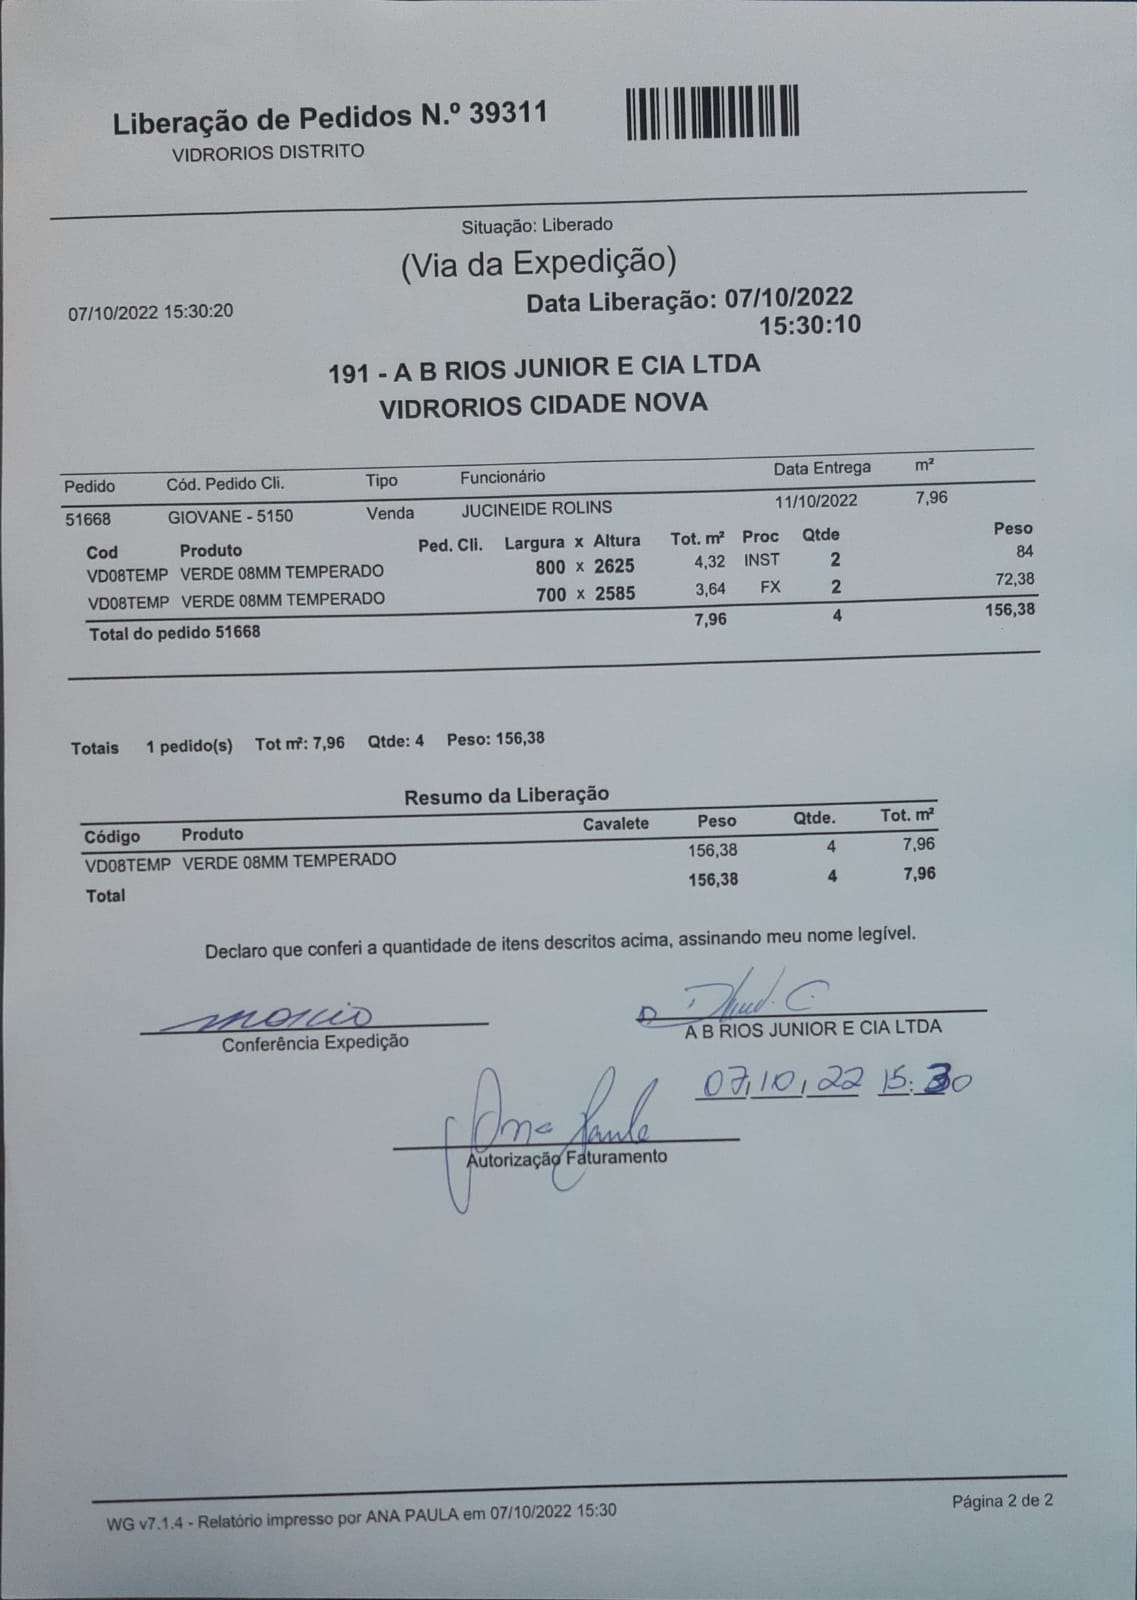 Liberação de Pedidos N.º 39311
VIDRORIOS DISTRITO
Situação: Liberado
(Via da Expedição)
07/10/2022 15:30:20
Data Liberação: 07/10/2022
15:30:10
191 - A B RIOS JUNIOR E CIA LTDA
VIDRORIOS CIDADE NOVA
Pedido Cód. Pedido Cli. Tipo Funcionário Data Entrega m²
51668 GIOVANE - 5150 Venda JUCINEIDE ROLINS 11/10/2022 7,96
Cod Produto Ped. Cli. Largura x Altura Tot. m² Proc Qtde Peso
VD08TEMP VERDE 08MM TEMPERADO 800 x 2625 4,32 INST 2 84
VD08TEMP VERDE 08MM TEMPERADO 700 x 2585 3,64 FX 2 72,38
Total do pedido 51668 7,96 4 156,38
Totais 1 pedido(s) Tot m²: 7,96 Qtde: 4 Peso: 156,38
Resumo da Liberação
Código Produto Cavalete Peso Qtde. Tot. m²
VD08TEMP VERDE 08MM TEMPERADO 156,38 4 7,96
Total 156,38 4 7,96
Declaro que conferi a quantidade de itens descritos acima, assinando meu nome legível.
Conferência Expedição
A B RIOS JUNIOR E CIA LTDA
07,10,22 15:30
Ana Paula
Autorização Faturamento
WG v7.1.4 - Relatório impresso por ANA PAULA em 07/10/2022 15:30
Página 2 de 2